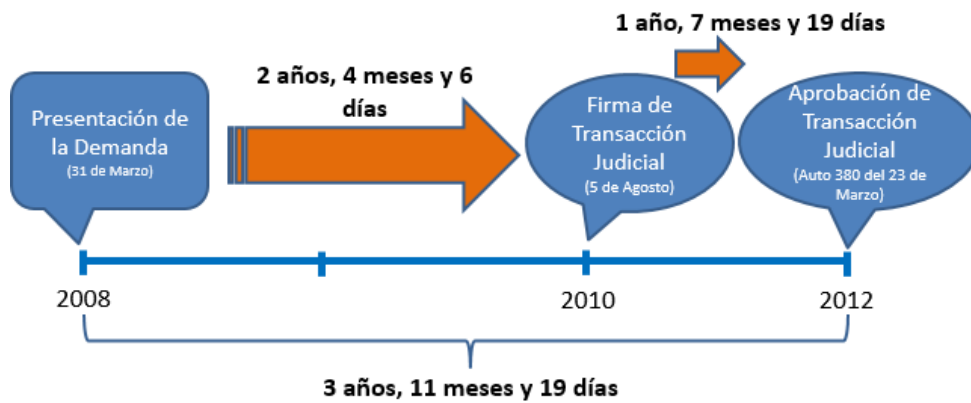 1 año, 7 meses y 19 días
2 años, 4 meses y 6
días
Presentación de
la Demanda
(31 de Marzo)
Firma de
Transacción
Judicial
(5 de Agosto)
Aprobación de
Transacción
Judicial
(Auto 380 del 23 de
Marzo)
2008
2010
2012
3 años, 11 meses y 19 días